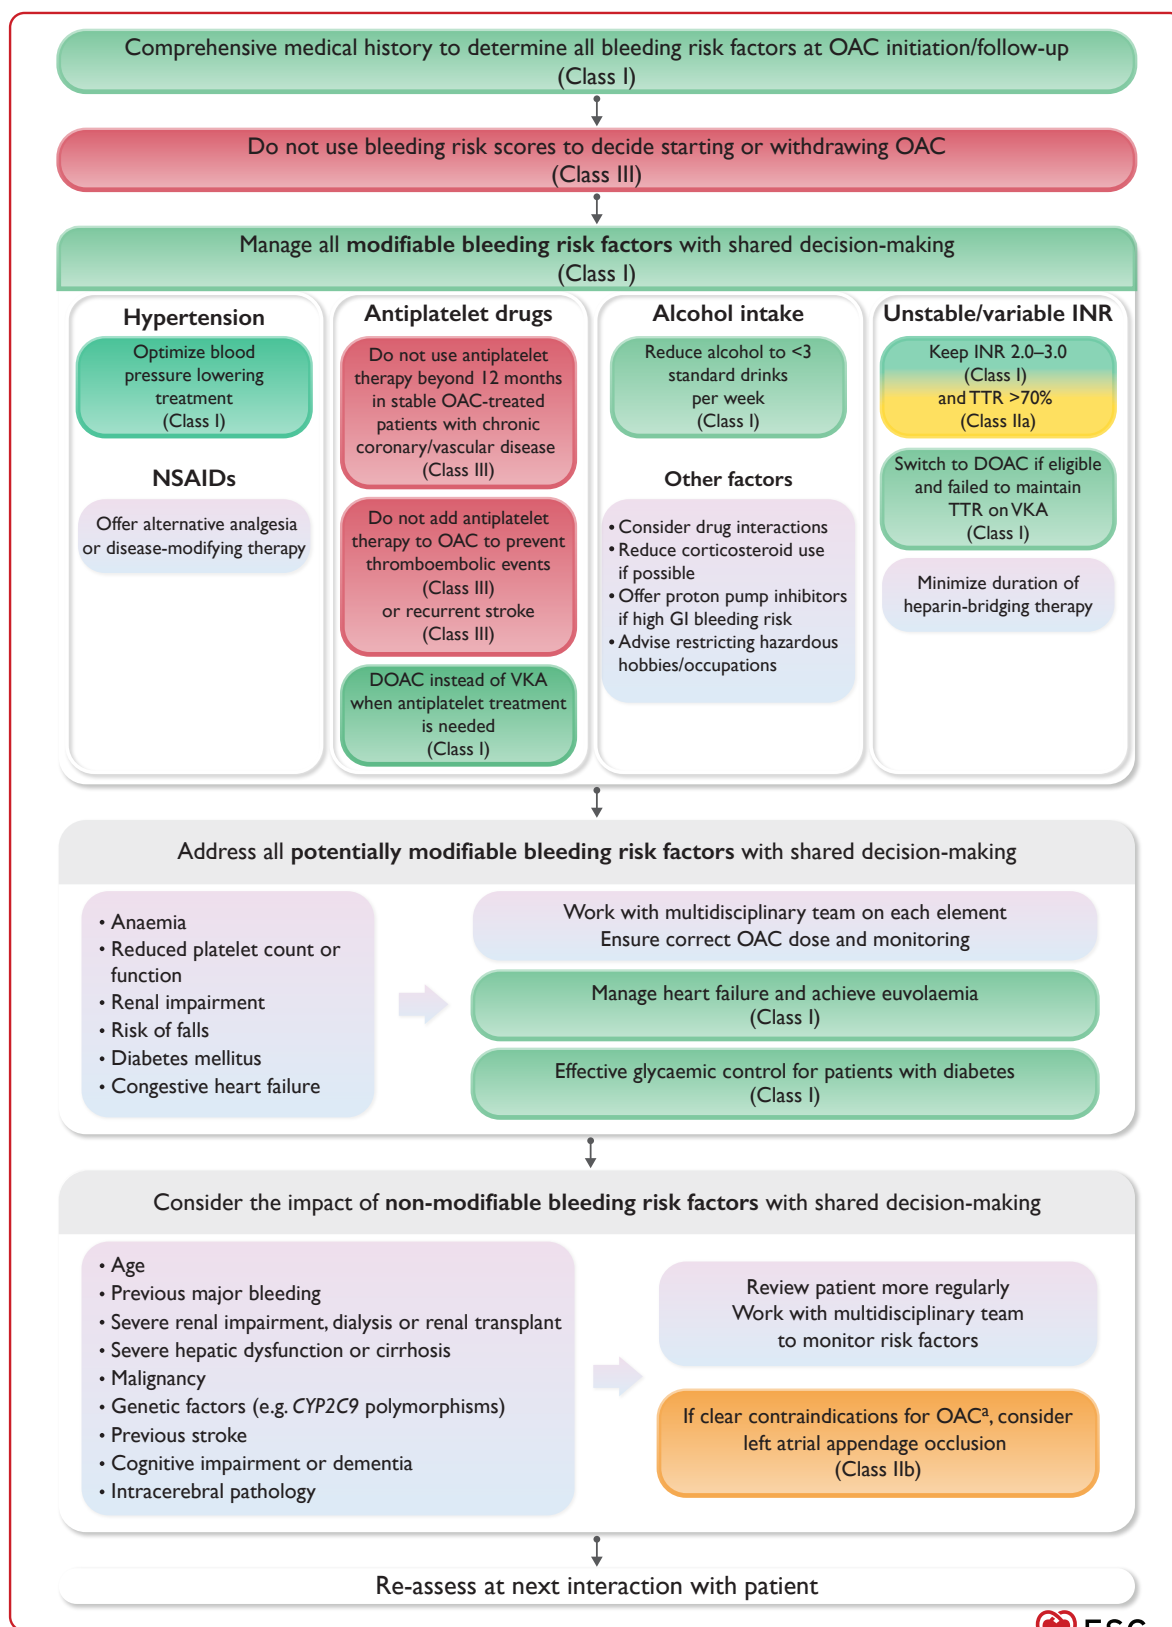 Comprehensive medical history to determine all bleeding risk factors at OAC initiation/follow-up
(Class I)
Do not use bleeding risk scores to decide starting or withdrawing OAC
(Class III)
Manage all modifiable bleeding risk factors with shared decision-making
(Class I)
Hypertension
Optimize blood
pressure lowering
treatment
(Class I)
NSAIDs
Offer alternative analgesia
or disease-modifying therapy
Antiplatelet drugs
Do not use antiplatelet
therapy beyond 12 months
in stable OAC-treated
patients with chronic
coronary/vascular disease
(Class III)
Do not add antiplatelet
therapy to OAC to prevent
thromboembolic events
(Class III)
or recurrent stroke
(Class III)
DOAC instead of VKA
when antiplatelet treatment
is needed
(Class I)
Alcohol intake
Reduce alcohol to <3
standard drinks
per week
(Class I)
Other factors
• Consider drug interactions
• Reduce corticosteroid use
if possible
• Offer proton pump inhibitors
if high GI bleeding risk
• Advise restricting hazardous
hobbies/occupations
Unstable/variable INR
Keep INR 2.0–3.0
(Class I)
and TTR >70%
(Class IIa)
Switch to DOAC if eligible
and failed to maintain
TTR on VKA
(Class I)
Minimize duration of
heparin-bridging therapy
Address all potentially modifiable bleeding risk factors with shared decision-making
• Anaemia
• Reduced platelet count or
function
• Renal impairment
• Risk of falls
• Diabetes mellitus
• Congestive heart failure
Work with multidisciplinary team on each element
Ensure correct OAC dose and monitoring
Manage heart failure and achieve euvolaemia
(Class I)
Effective glycaemic control for patients with diabetes
(Class I)
Consider the impact of non-modifiable bleeding risk factors with shared decision-making
• Age
• Previous major bleeding
• Severe renal impairment, dialysis or renal transplant
• Severe hepatic dysfunction or cirrhosis
• Malignancy
• Genetic factors (e.g. CYP2C9 polymorphisms)
• Previous stroke
• Cognitive impairment or dementia
• Intracerebral pathology
Review patient more regularly
Work with multidisciplinary team
to monitor risk factors
If clear contraindications for OACᵃ, consider
left atrial appendage occlusion
(Class IIb)
Re-assess at next interaction with patient
ESC